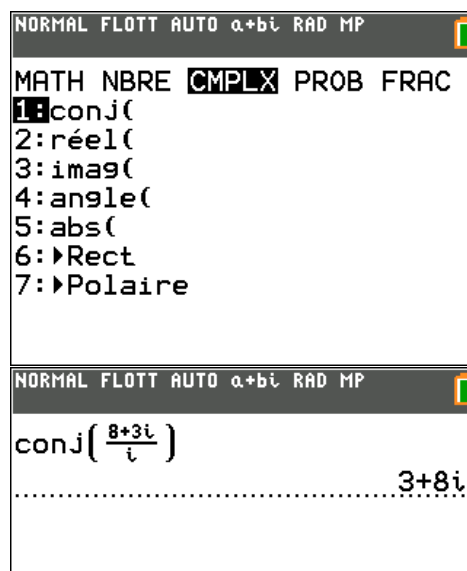 NORMAL FLOTT AUTO a+bi RAD MP
MATH NBRE CMPLX PROB FRAC
1:conj(
2:réel(
3:imag(
4:angle(
5:abs(
6:▶Rect
7:▶Polaire
NORMAL FLOTT AUTO a+bi RAD MP
conj(8+3i/i)
3+8i